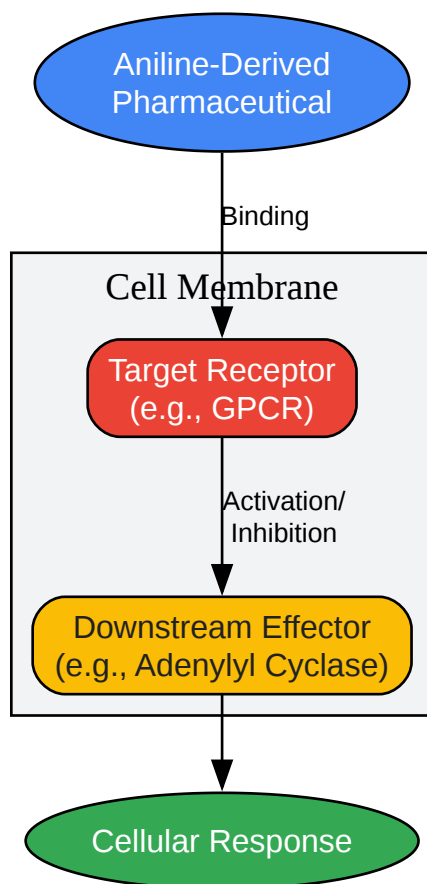 Aniline-Derived
Pharmaceutical
Binding
Cell Membrane
Target Receptor
(e.g., GPCR)
Activation/
Inhibition
Downstream Effector
(e.g., Adenylyl Cyclase)
Cellular Response